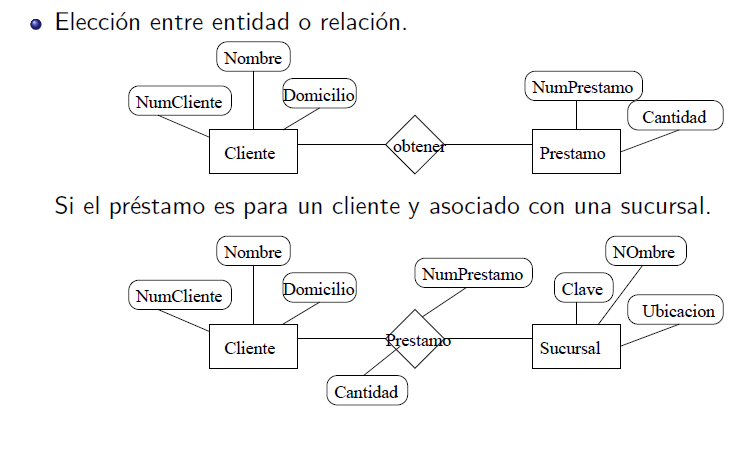 Elección entre entidad o relación.
Nombre
NumCliente
Domicilio
NumPrestamo
Cantidad
Cliente
obtener
Prestamo
Si el préstamo es para un cliente y asociado con una sucursal.
Nombre
NumCliente
Domicilio
NumPrestamo
NOmbre
Clave
Ubicacion
Cliente
Prestamo
Sucursal
Cantidad